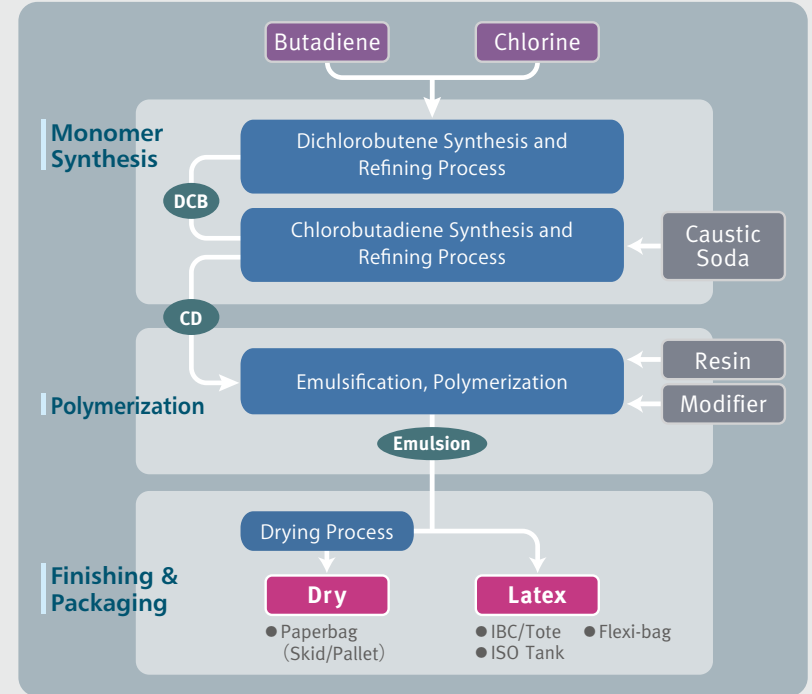 Butadiene
Chlorine
Monomer
Synthesis
Dichlorobutene Synthesis and
Refining Process
DCB
Chlorobutadiene Synthesis and
Refining Process
Caustic
Soda
CD
Polymerization
Emulsification, Polymerization
Resin
Modifier
Emulsion
Finishing &
Packaging
Drying Process
Dry
●Paperbag
(Skid/Pallet)
Latex
●IBC/Tote ●Flexi-bag
●ISO Tank